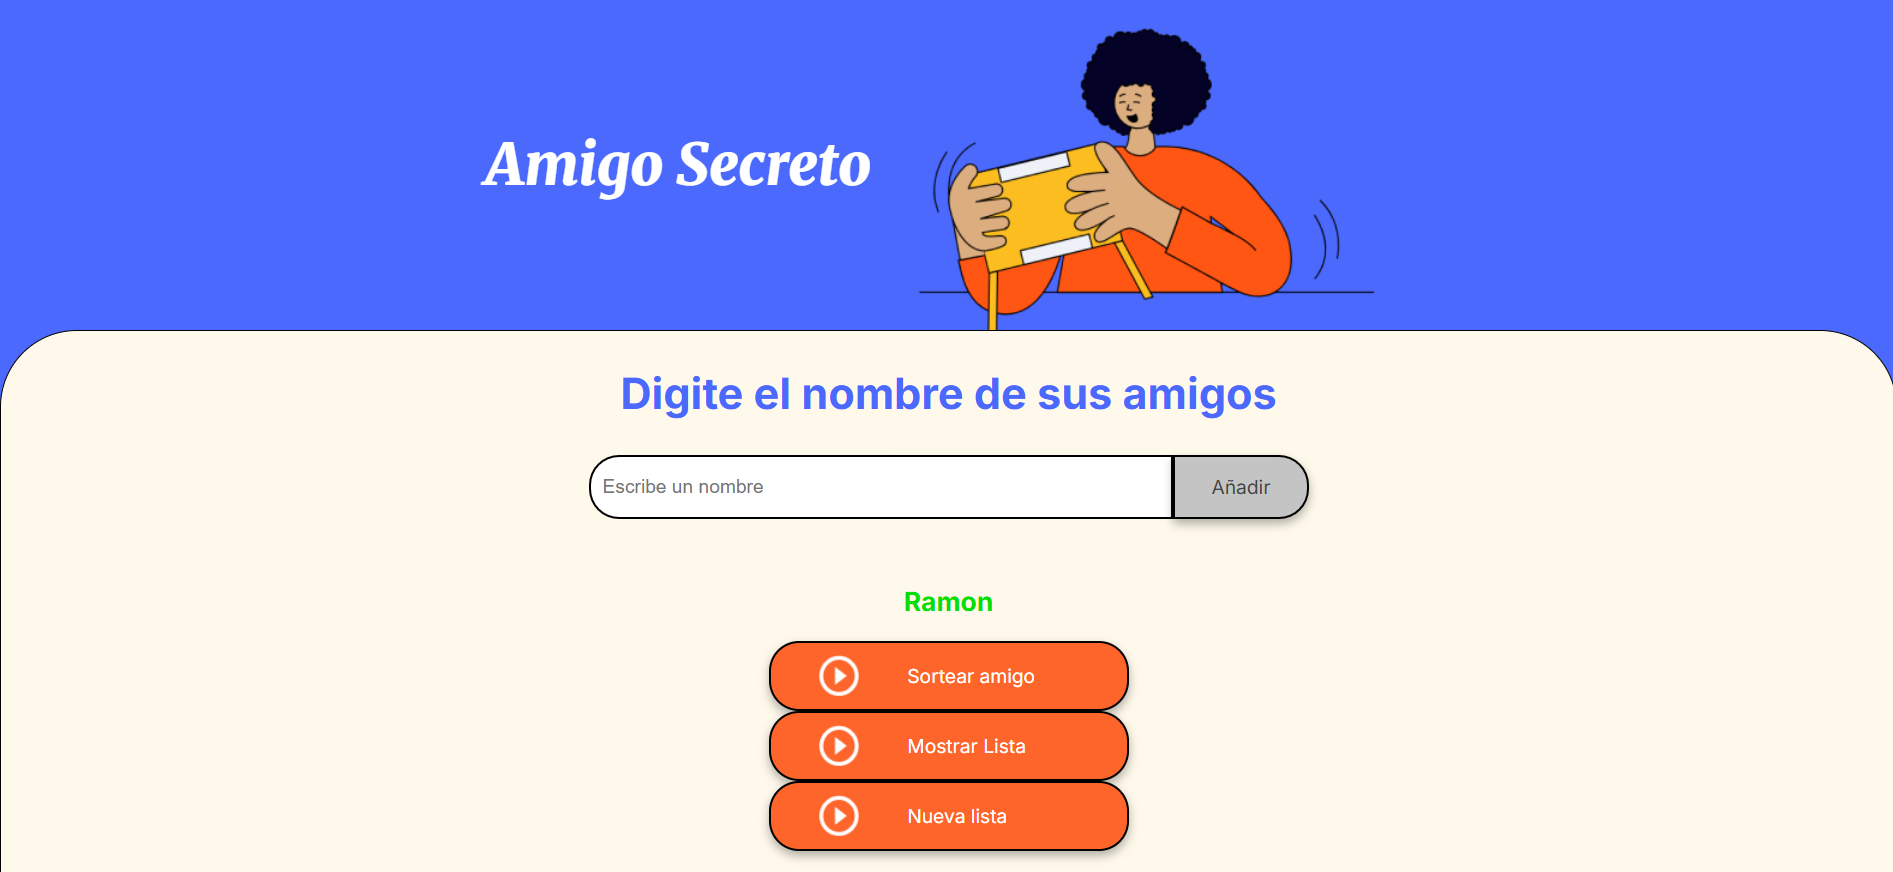 Amigo Secreto
Digite el nombre de sus amigos
Escribe un nombre
Añadir
Ramon
Sortear amigo
Mostrar Lista
Nueva lista